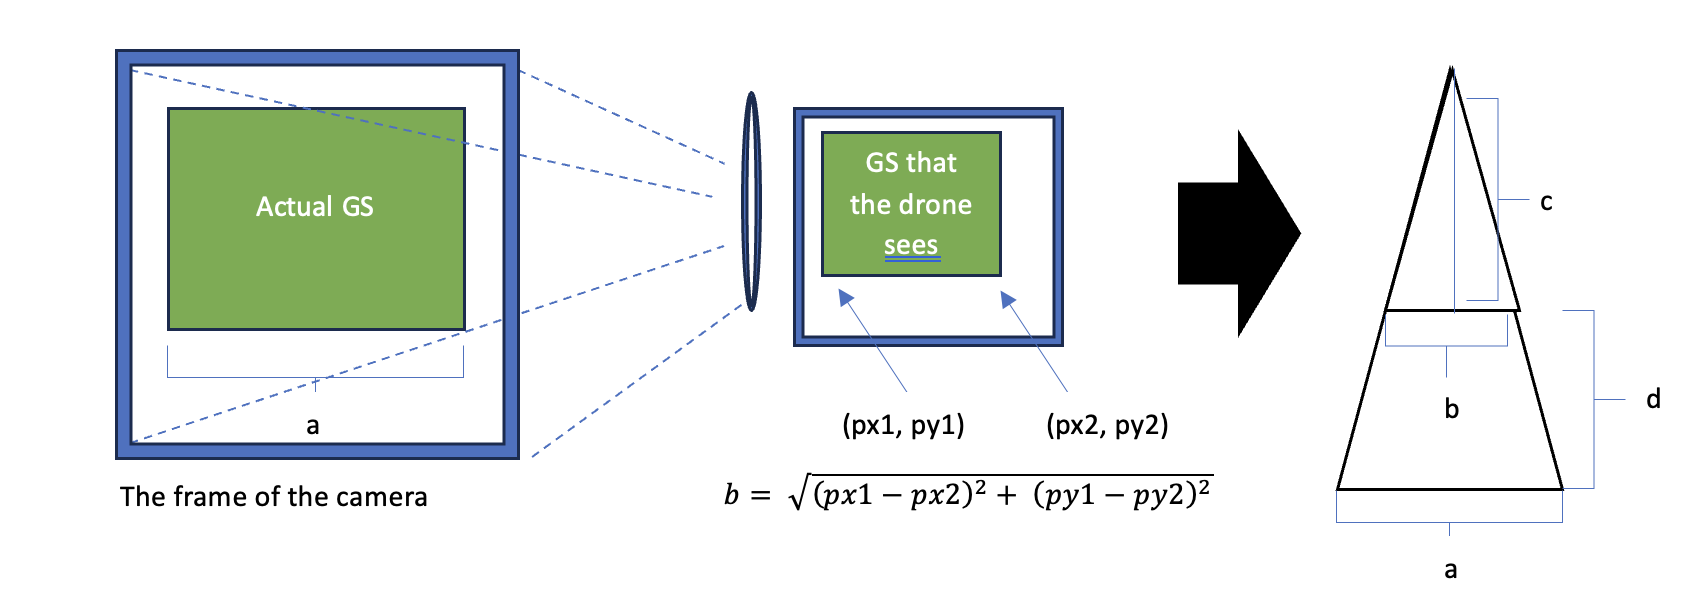 Actual GS
a
The frame of the camera
GS that
the drone
sees
(px1, py1)
(px2, py2)
b = √(px1 − px2)² + (py1 − py2)²
c
b
d
a